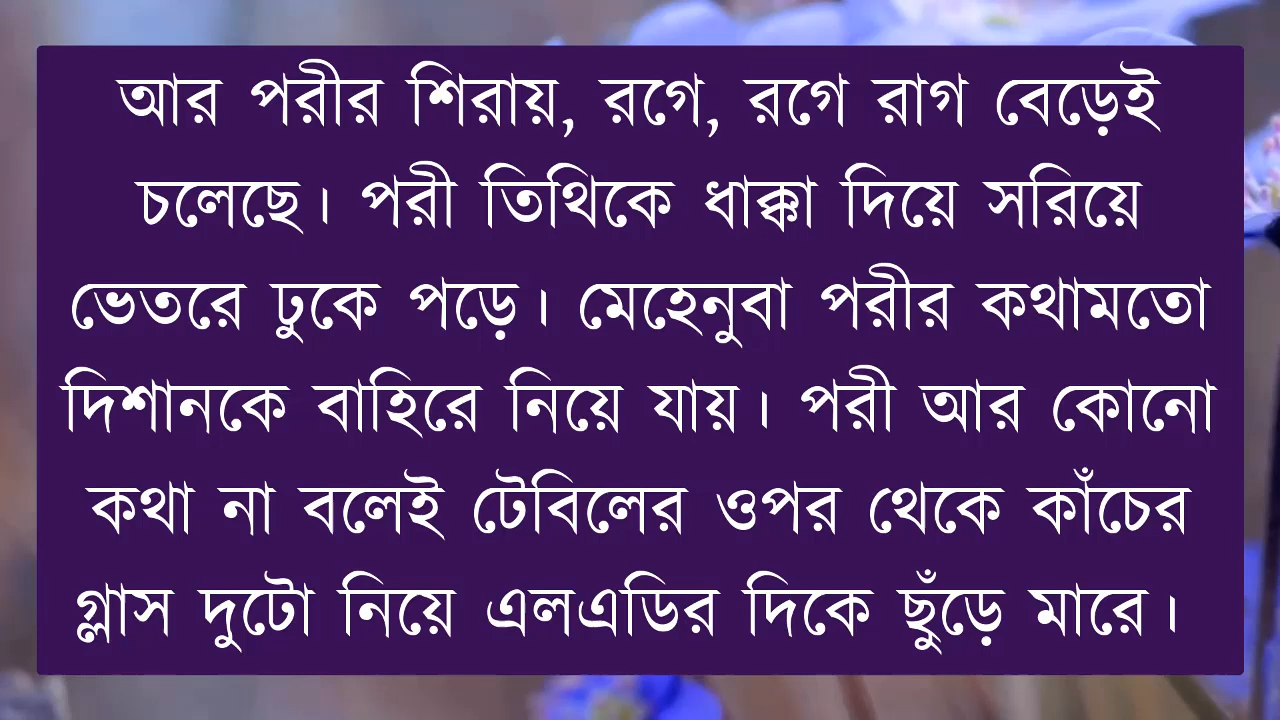 আর পরীর শিরায়, রগে, রগে রাগ বেড়েই
চলেছে। পরী তিথিকে ধাক্কা দিয়ে সরিয়ে
ভেতরে ঢুকে পড়ে। মেহেনুবা পরীর কথামতো
দিশানকে বাহিরে নিয়ে যায়। পরী আর কোনো
কথা না বলেই টেবিলের ওপর থেকে কাঁচের
গ্লাস দুটো নিয়ে এলএডির দিকে ছুঁড়ে মারে।